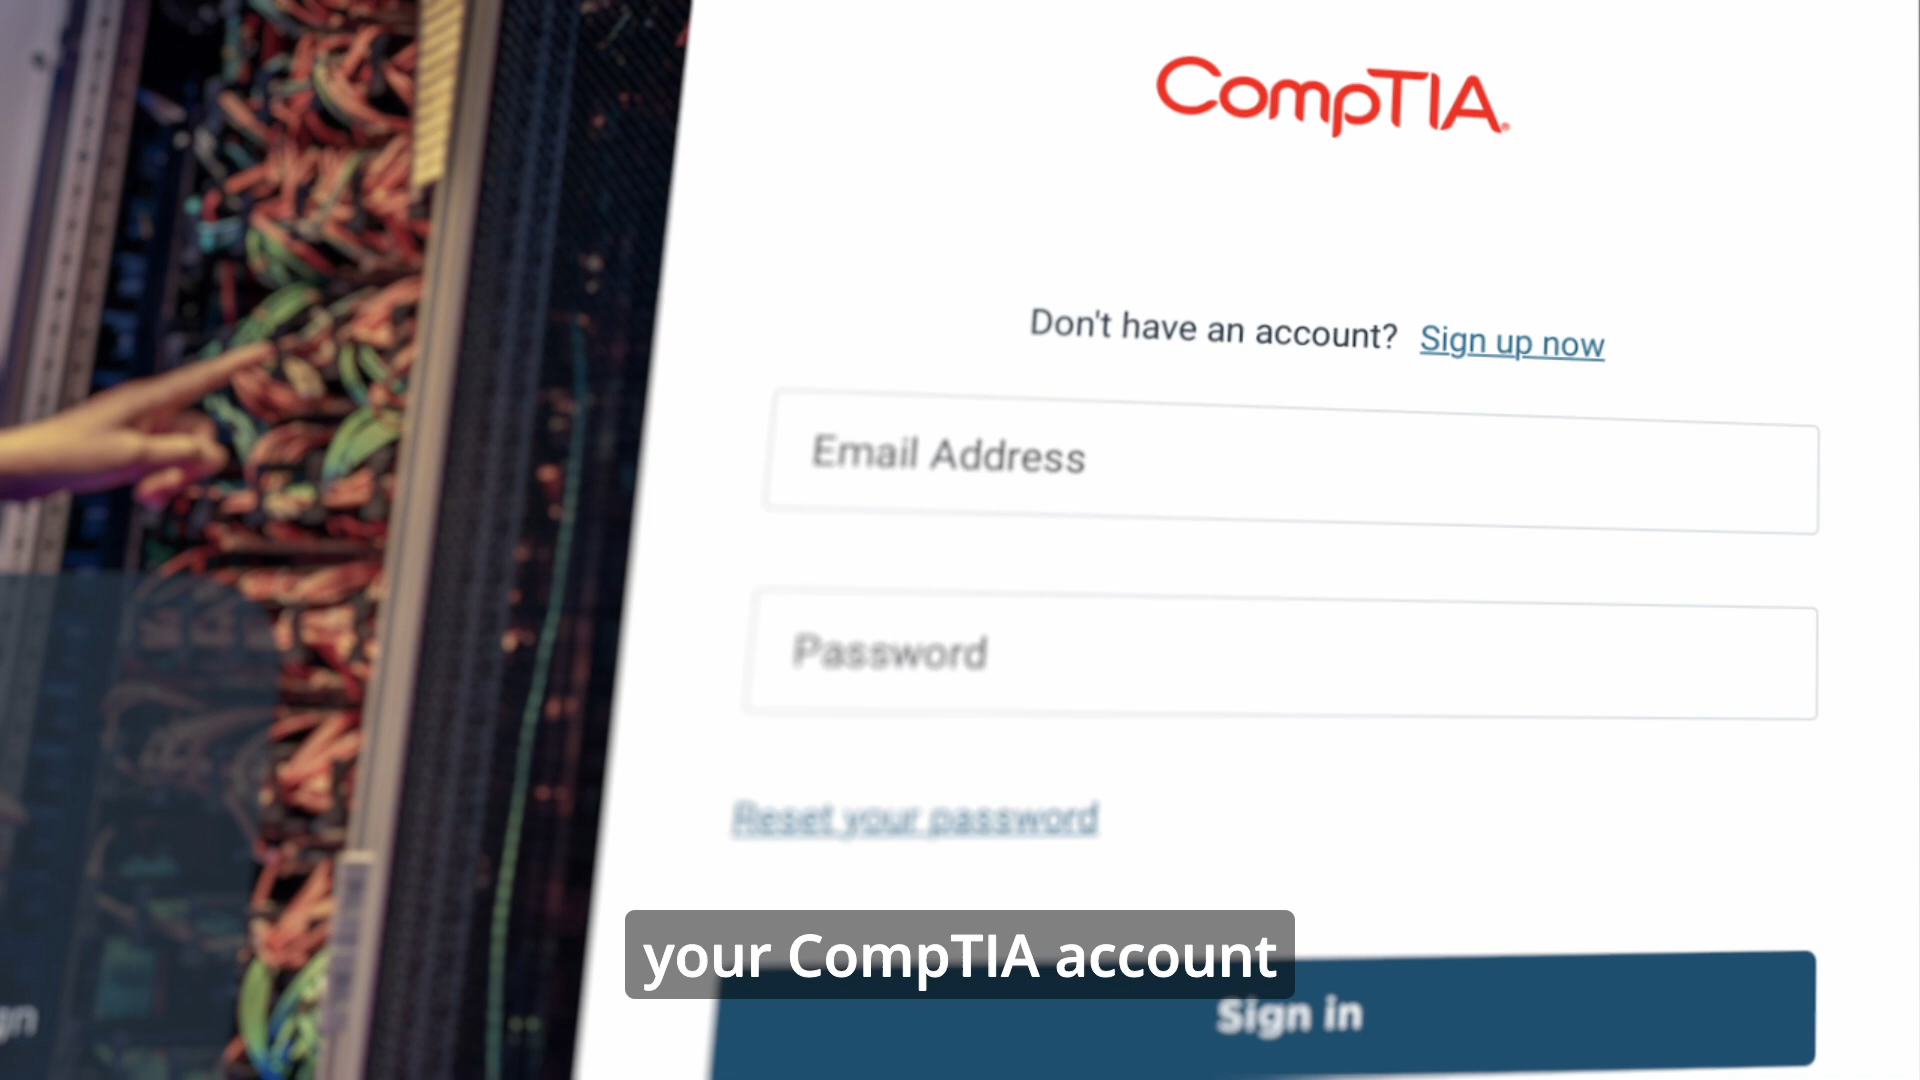 CompTIA.
Don't have an account? Sign up now
Email Address
Password
Reset your password
your CompTIA account
Sign in
gn